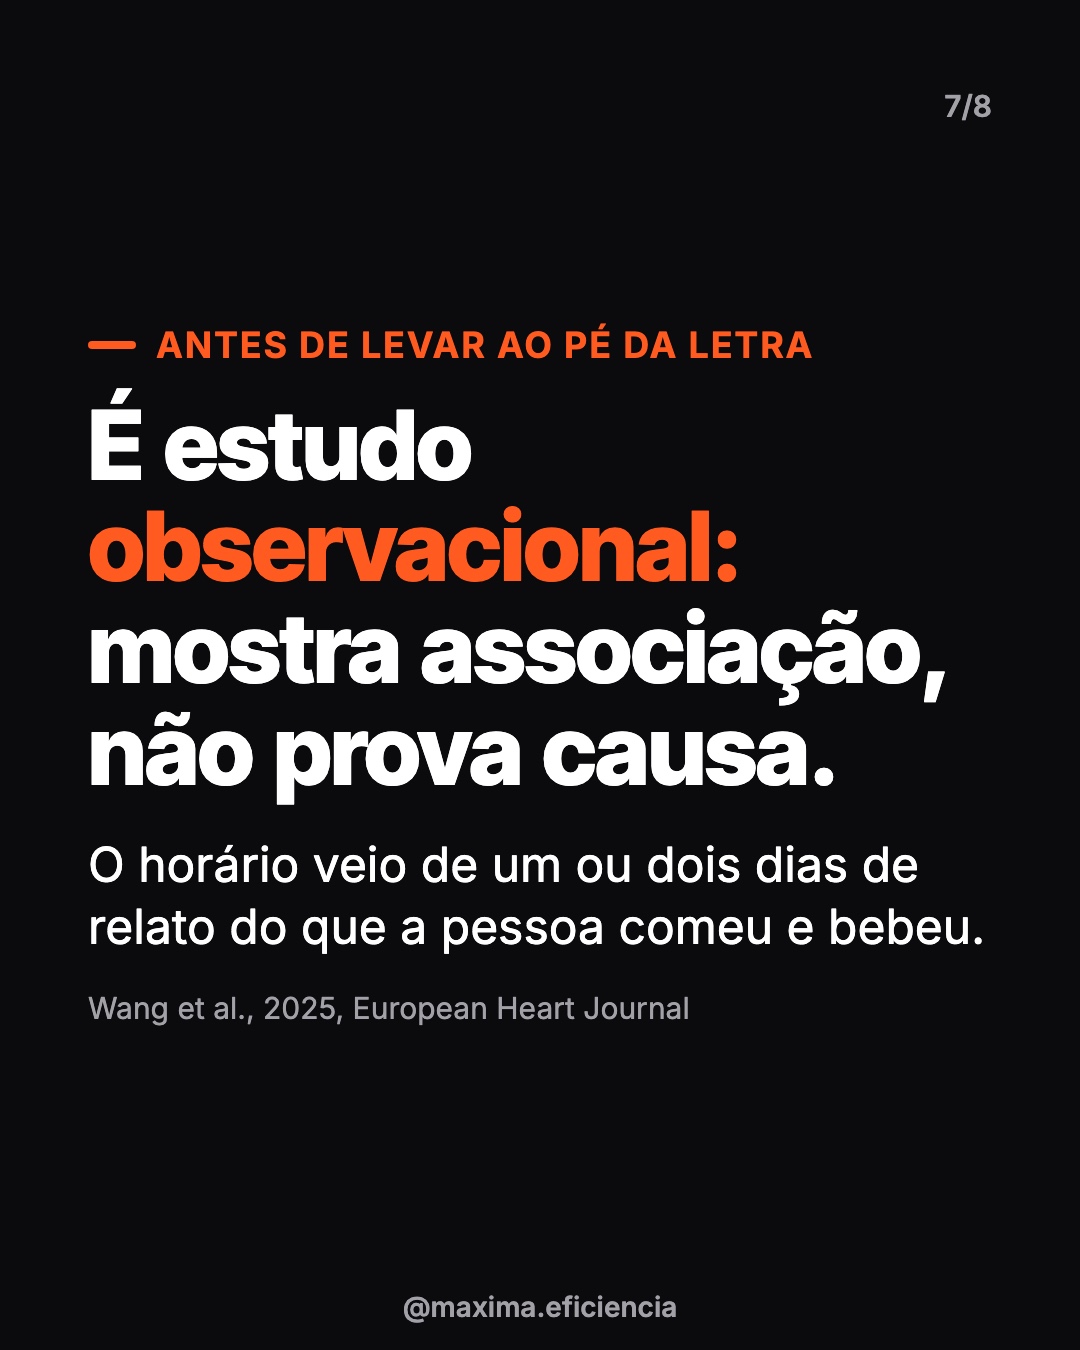 7/8
ANTES DE LEVAR AO PÉ DA LETRA
É estudo
observacional:
mostra associação,
não prova causa.
O horário veio de um ou dois dias de
relato do que a pessoa comeu e bebeu.
Wang et al., 2025, European Heart Journal
@maxima.eficiencia